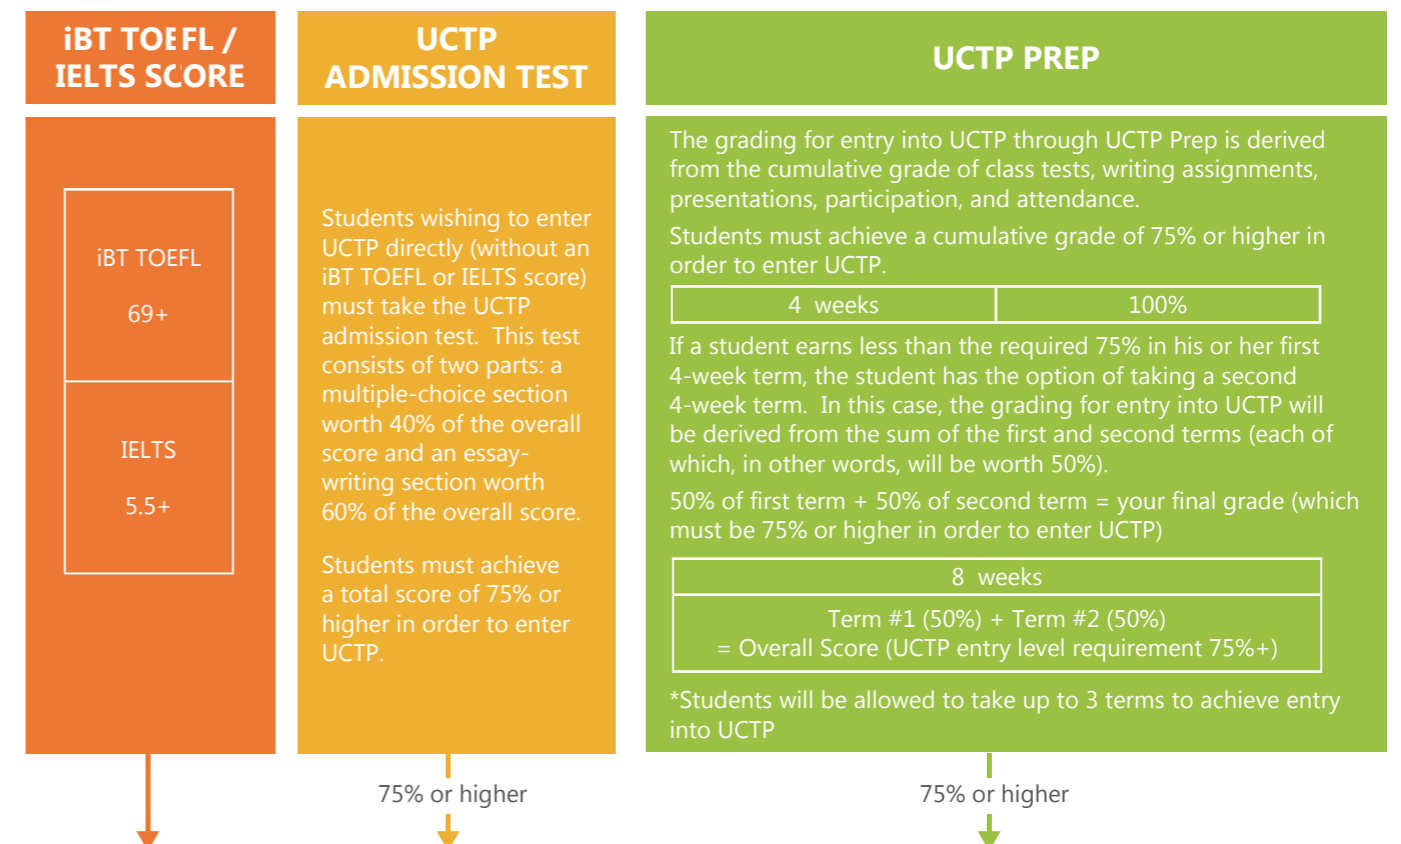 iBT TOEFL /
IELTS SCORE
iBT TOEFL
69+
IELTS
5.5+
UCTP
ADMISSION TEST
Students wishing to enter
UCTP directly (without an
iBT TOEFL or IELTS score)
must take the UCTP
admission test.  This test
consists of two parts: a
multiple-choice section
worth 40% of the overall
score and an essay-
writing section worth
60% of the overall score.
Students must achieve
a total score of 75% or
higher in order to enter
UCTP.
75% or higher
UCTP PREP
The grading for entry into UCTP through UCTP Prep is derived
from the cumulative grade of class tests, writing assignments,
presentations, participation, and attendance.
Students must achieve a cumulative grade of 75% or higher in
order to enter UCTP.
4  weeks 100%
If a student earns less than the required 75% in his or her first
4-week term, the student has the option of taking a second
4-week term.  In this case, the grading for entry into UCTP will
be derived from the sum of the first and second terms (each of
which, in other words, will be worth 50%).
50% of first term + 50% of second term = your final grade (which
must be 75% or higher in order to enter UCTP)
8  weeks
Term #1 (50%) + Term #2 (50%)
= Overall Score (UCTP entry level requirement 75%+)
*Students will be allowed to take up to 3 terms to achieve entry
into UCTP
75% or higher